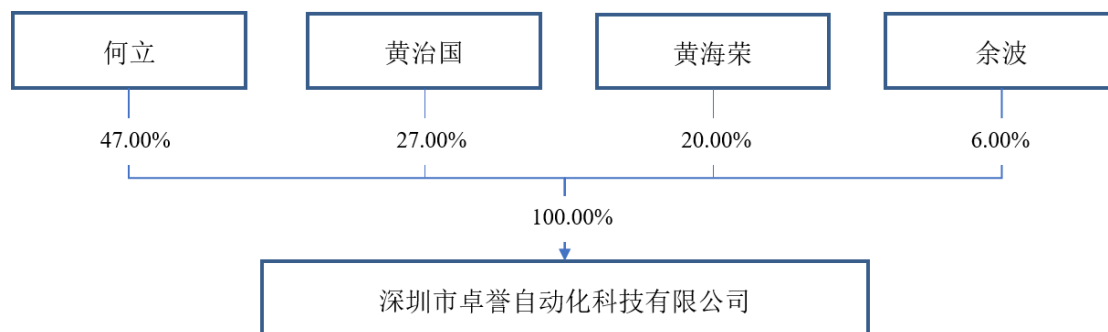 何立
黄治国
黄海荣
余波
47.00%
27.00%
20.00%
6.00%
100.00%
深圳市卓誉自动化科技有限公司